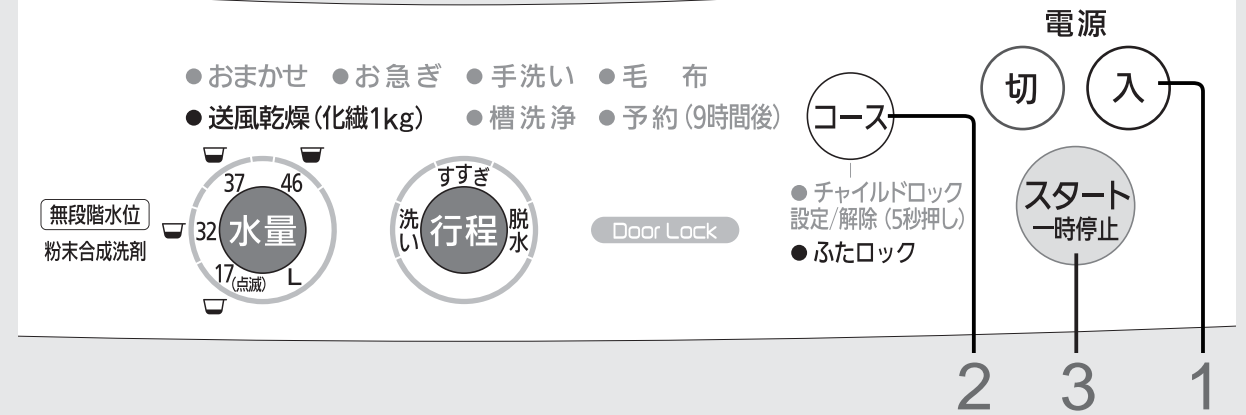 電源
切 入
●おまかせ ●お急ぎ ●手洗い ●毛 布
●送風乾燥(化繊1kg) ●槽洗浄 ●予約(9時間後)
コース
37 46
32 水量
17(点滅) L
無段階水位
粉末合成洗剤
すすぎ
洗い 行程 脱水
Door Lock
●チャイルドロック
設定/解除(5秒押し)
●ふたロック
スタート
一時停止
2 3 1